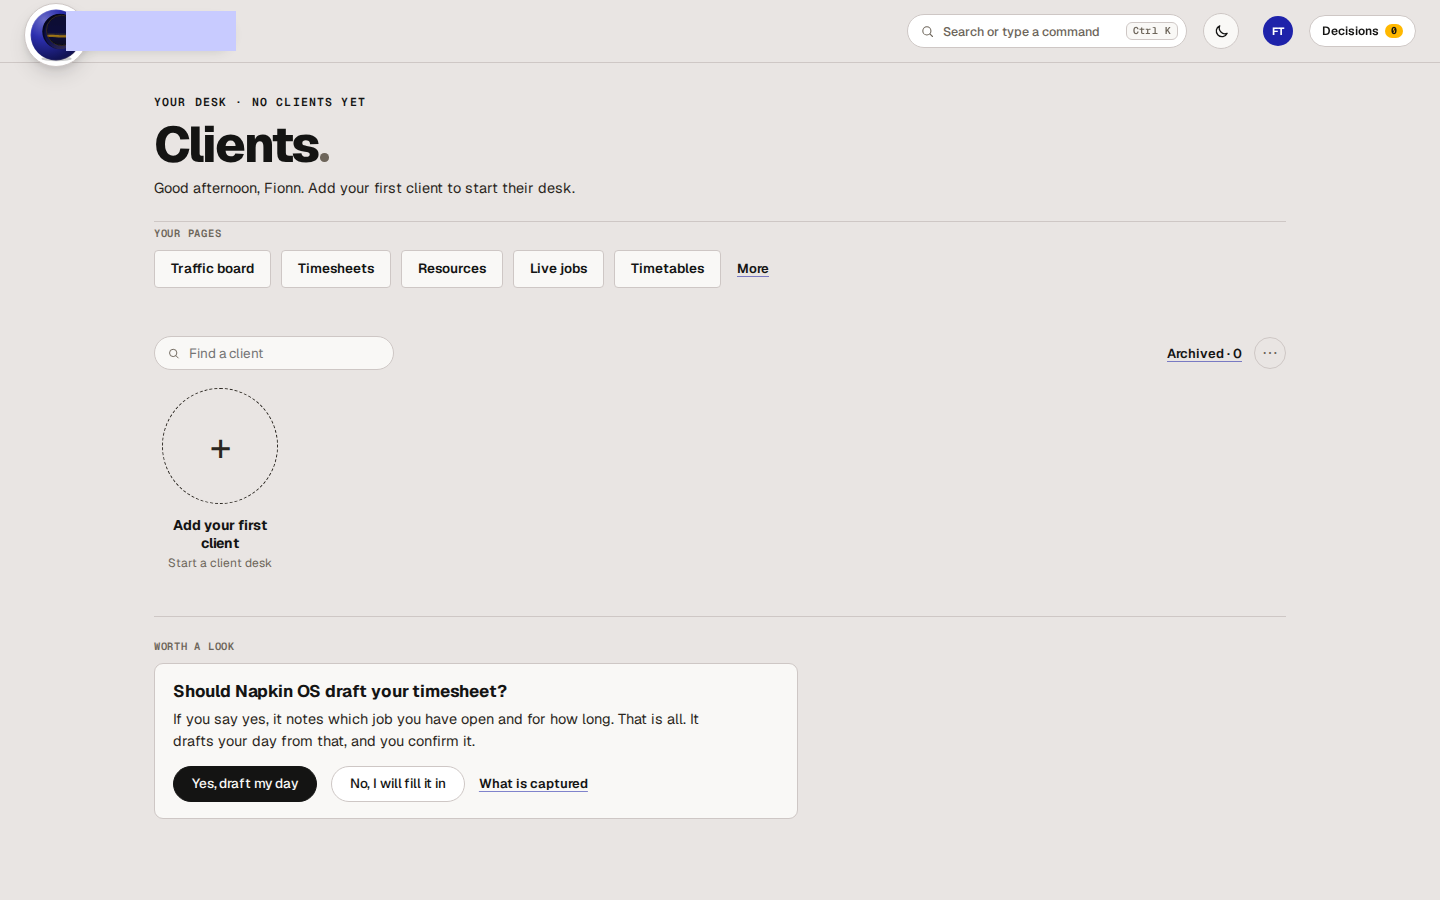 Search or type a command
Ctrl K
FT
Decisions 0
YOUR DESK · NO CLIENTS YET
Clients.
Good afternoon, Fionn. Add your first client to start their desk.
YOUR PAGES
Traffic board
Timesheets
Resources
Live jobs
Timetables
More
Find a client
Archived · 0
Add your first
client
Start a client desk
WORTH A LOOK
Should Napkin OS draft your timesheet?
If you say yes, it notes which job you have open and for how long. That is all. It
drafts your day from that, and you confirm it.
Yes, draft my day
No, I will fill it in
What is captured